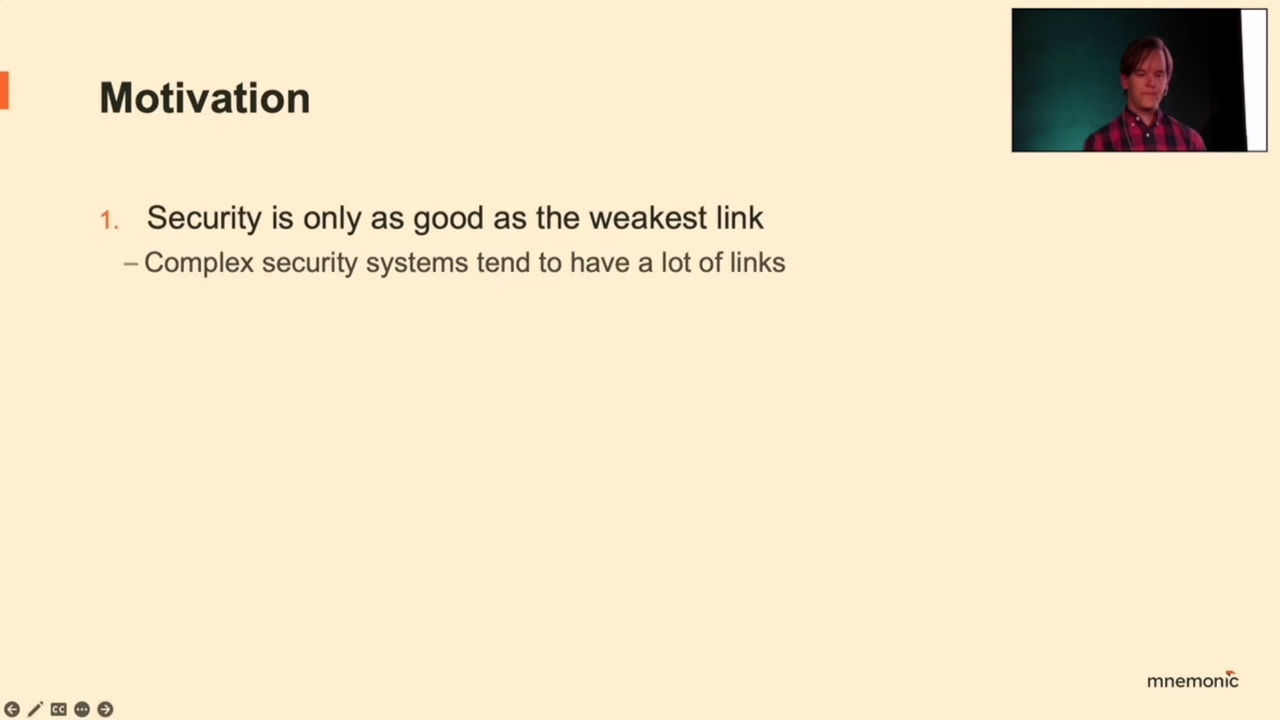 Motivation
1. Security is only as good as the weakest link
– Complex security systems tend to have a lot of links
mnemonic
CC